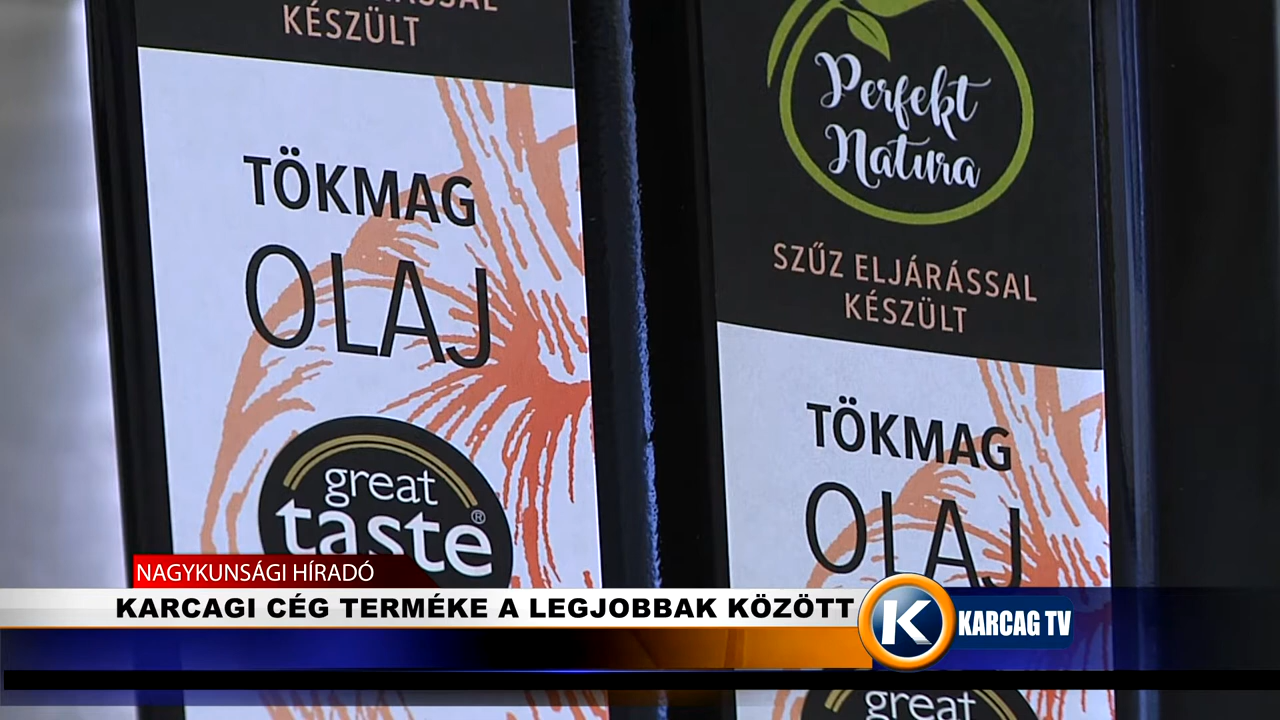 KÉSZÜLT
TÖKMAG
OLAJ
great
taste®
Perfekt
Natura
SZŰZ ELJÁRÁSSAL
KÉSZÜLT
TÖKMAG
OLAJ
great
NAGYKUNSÁGI HÍRADÓ
KARCAGI CÉG TERMÉKE A LEGJOBBAK KÖZÖTT
K
KARCAG TV